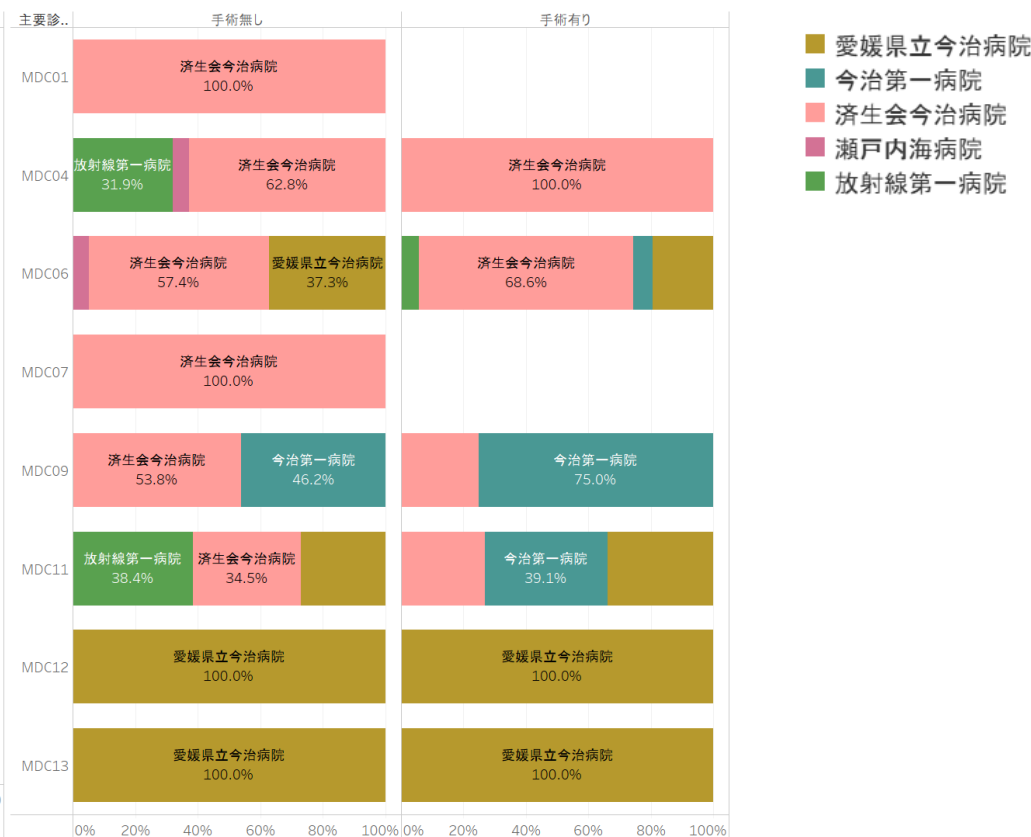 主要診..
手術無し
手術有り
MDC01
済生会今治病院
100.0%
MDC04
放射線第一病院
31.9%
済生会今治病院
62.8%
済生会今治病院
100.0%
MDC06
済生会今治病院
57.4%
愛媛県立今治病院
37.3%
済生会今治病院
68.6%
MDC07
済生会今治病院
100.0%
MDC09
済生会今治病院
53.8%
今治第一病院
46.2%
今治第一病院
75.0%
MDC11
放射線第一病院
38.4%
済生会今治病院
34.5%
今治第一病院
39.1%
MDC12
愛媛県立今治病院
100.0%
愛媛県立今治病院
100.0%
MDC13
愛媛県立今治病院
100.0%
愛媛県立今治病院
100.0%
0% 20% 40% 60% 80% 100%
0% 20% 40% 60% 80% 100%
愛媛県立今治病院
今治第一病院
済生会今治病院
瀬戸内海病院
放射線第一病院